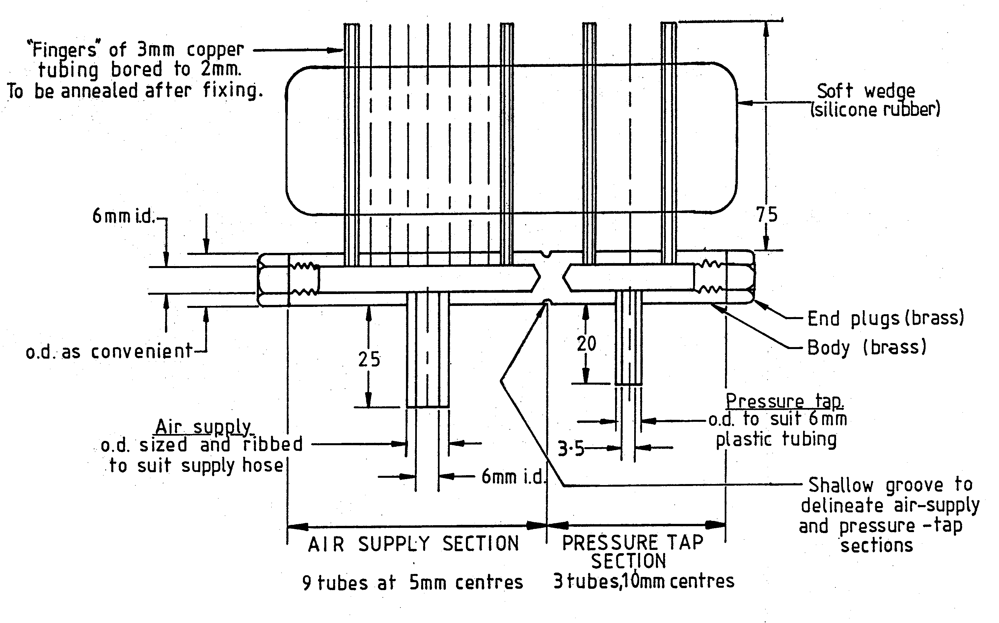 "Fingers" of 3mm copper
tubing bored to 2mm.
To be annealed after fixing.
Soft wedge
(silicone rubber)
6mm i.d.
75
o.d. as convenient
25
20
End plugs (brass)
Body (brass)
Air supply
o.d. sized and ribbed
to suit supply hose
Pressure tap.
o.d. to suit 6mm
plastic tubing
3·5
6mm i.d.
Shallow groove to
delineate air-supply
and pressure-tap
sections
AIR SUPPLY SECTION
9 tubes at 5mm centres
PRESSURE TAP
SECTION
3 tubes, 10mm centres